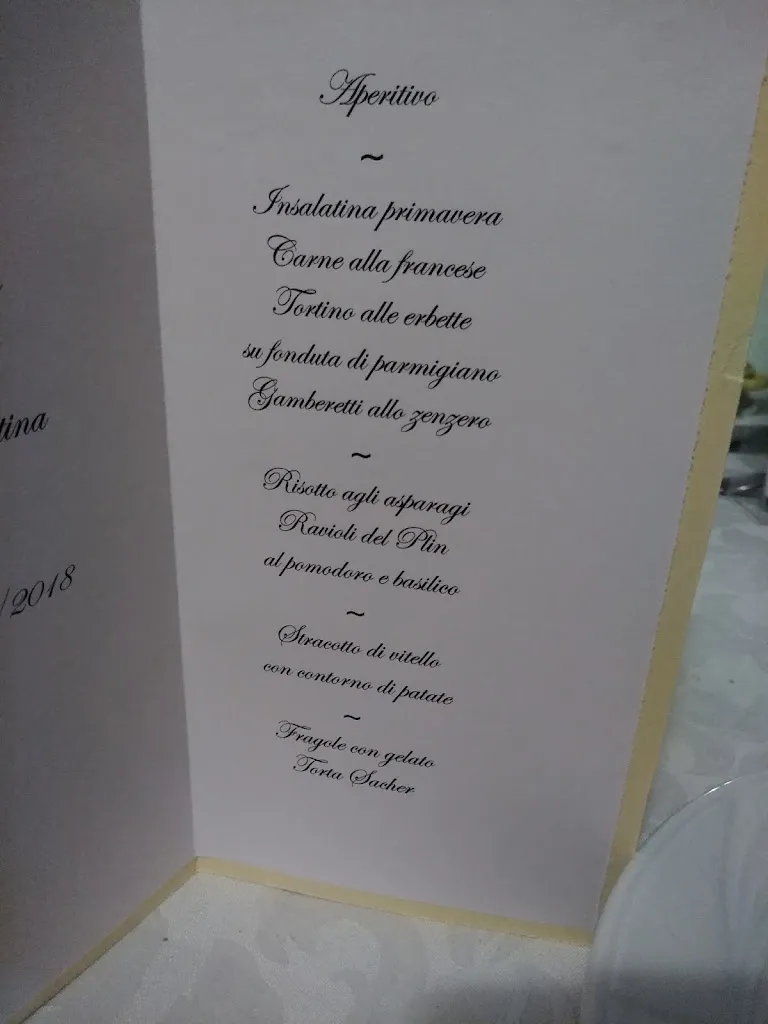 tina
/2018
Aperitivo
~
Insalatina primavera
Carne alla francese
Tortino alle erbette
su fonduta di parmigiano
Gamberetti allo zenzero
~
Risotto agli asparagi
Ravioli del Plin
al pomodoro e basilico
~
Stracotto di vitello
con contorno di patate
~
Fragole con gelato
Torta Sacher